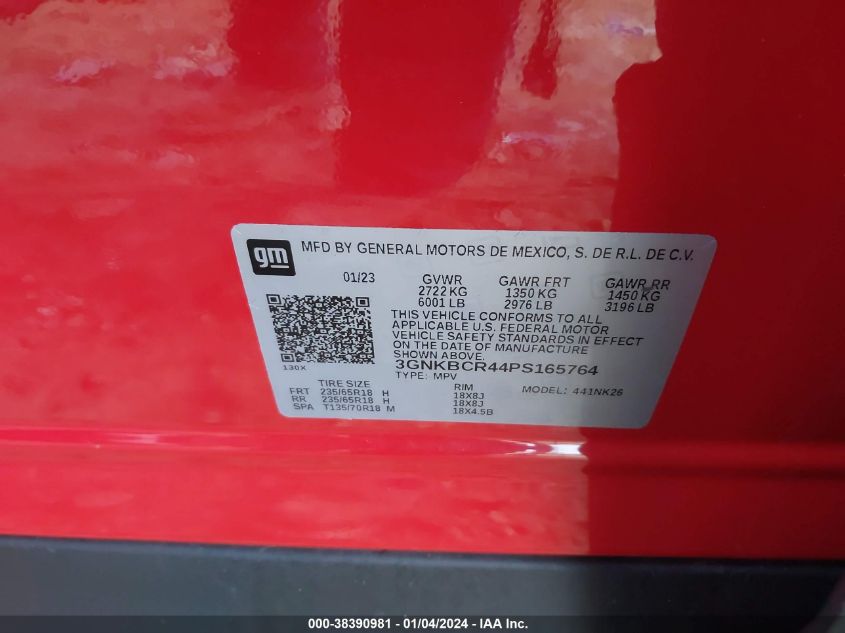 gm MFD BY GENERAL MOTORS DE MEXICO, S. DE R.L. DE C.V.
01/23 GVWR GAWR FRT GAWR RR
2722 KG 1350 KG 1450 KG
6001 LB 2976 LB 3196 LB
THIS VEHICLE CONFORMS TO ALL
APPLICABLE U.S. FEDERAL MOTOR
VEHICLE SAFETY STANDARDS IN EFFECT
ON THE DATE OF MANUFACTURE
SHOWN ABOVE.
130X 3GNKBCR44PS165764
TYPE: MPV MODEL: 441NK26
TIRE SIZE RIM
FRT 235/65R18 H 18X8J
RR 235/65R18 H 18X8J
SPA T135/70R18 M 18X4.5B
000-38390981 - 01/04/2024 - IAA Inc.